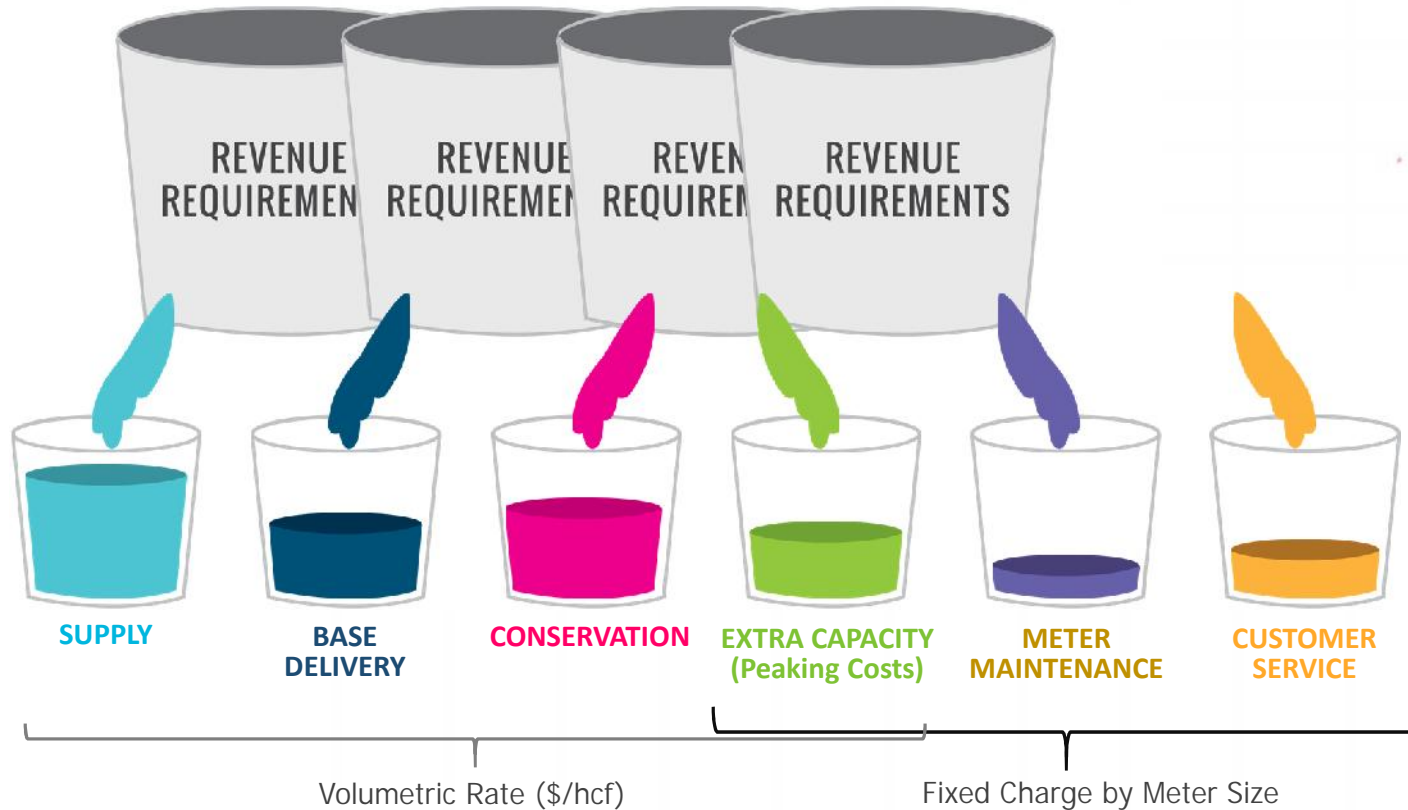 REVENUE
REQUIREMEN
REVENUE
REQUIREMEN
REVEN
REQUIREM
REVENUE
REQUIREMENTS
SUPPLY
BASE
DELIVERY
CONSERVATION
EXTRA CAPACITY
(Peaking Costs)
METER
MAINTENANCE
CUSTOMER
SERVICE
Volumetric Rate ($/hcf)
Fixed Charge by Meter Size